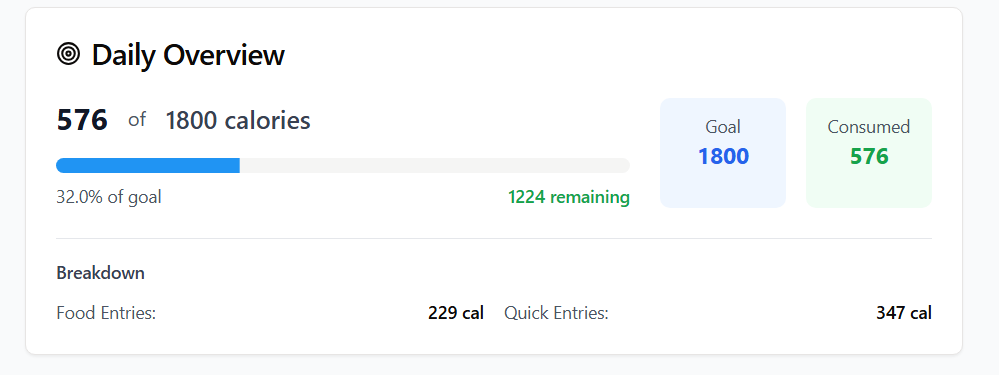 Daily Overview
576 of 1800 calories
32.0% of goal
1224 remaining
Goal
1800
Consumed
576
Breakdown
Food Entries: 229 cal
Quick Entries: 347 cal